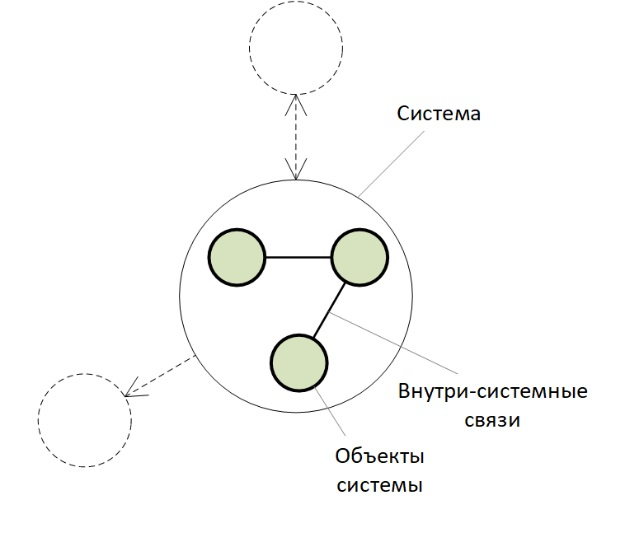 Система
Внутри-системные
связи
Объекты
системы